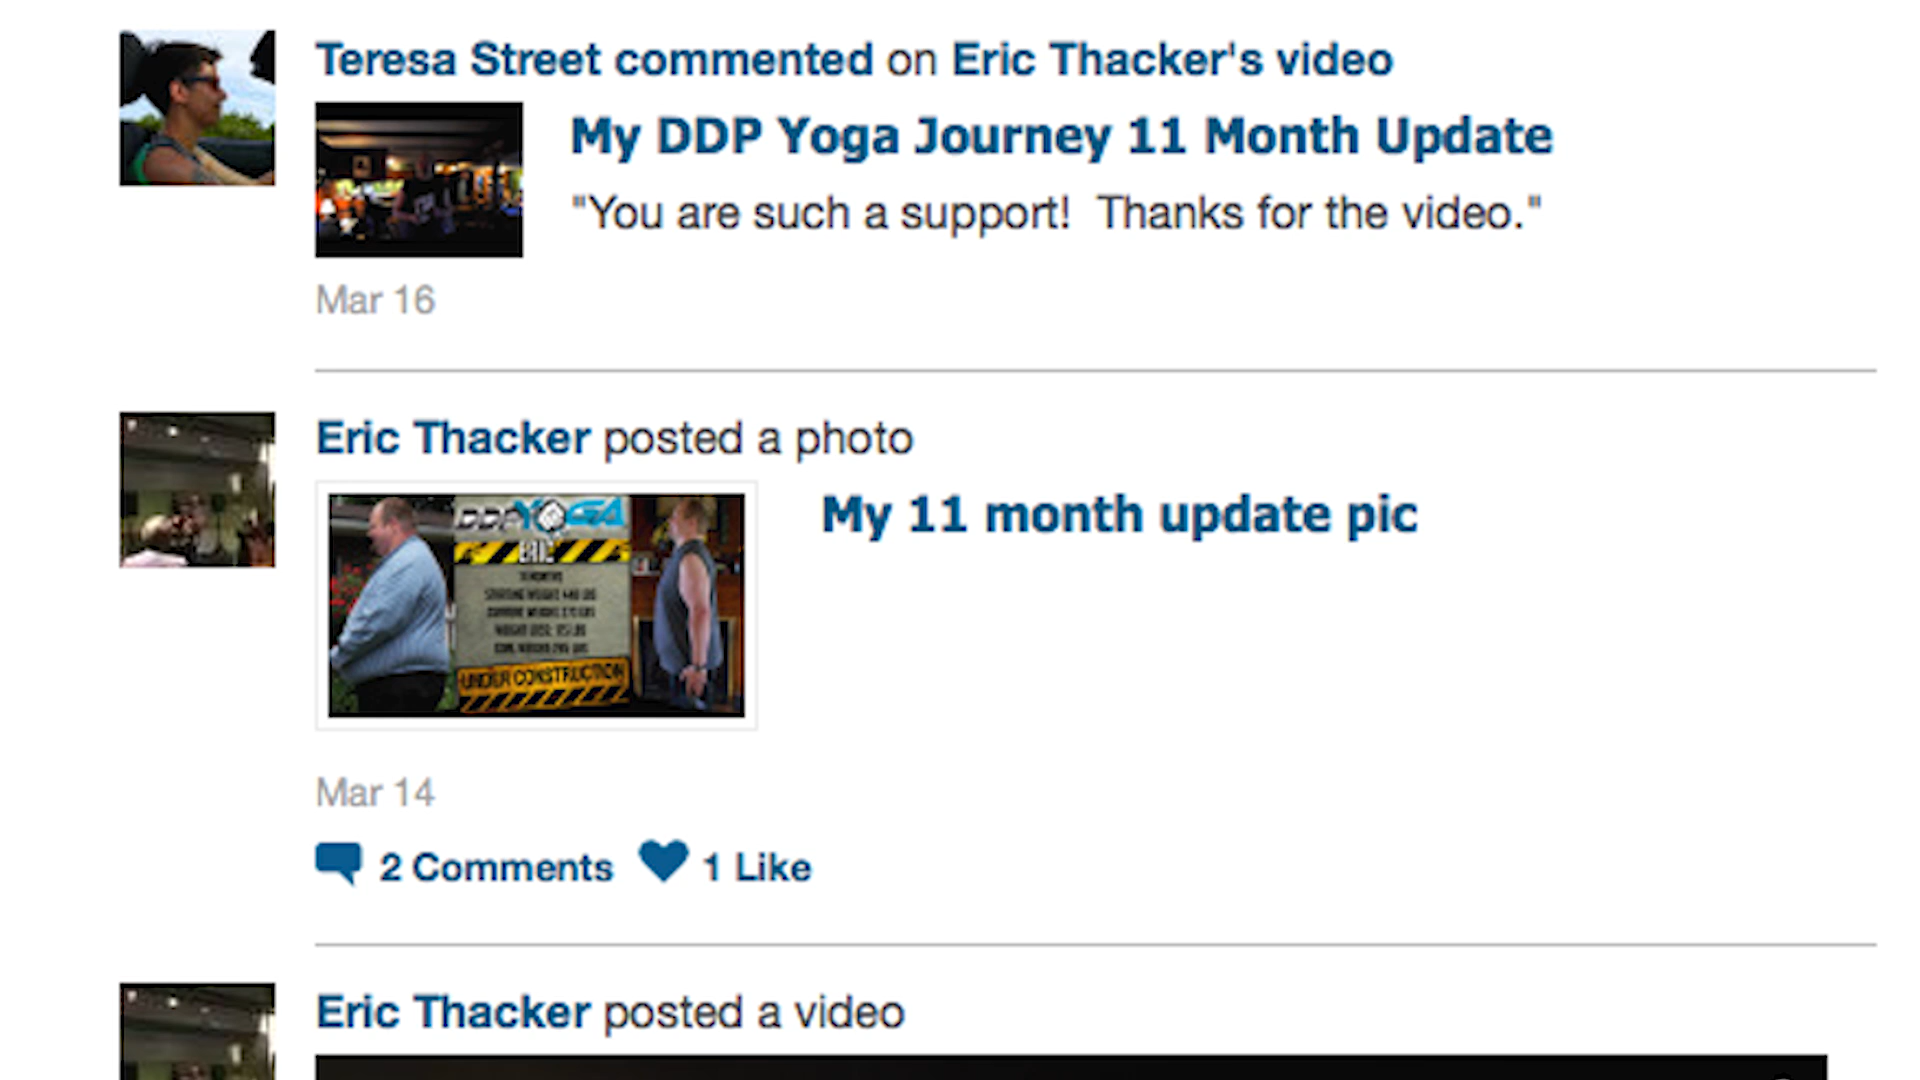 Teresa Street commented on Eric Thacker's video
My DDP Yoga Journey 11 Month Update
"You are such a support!  Thanks for the video."
Mar 16
Eric Thacker posted a photo
My 11 month update pic
DDPYOGA
ERIC
UNDER CONSTRUCTION
Mar 14
2 Comments 1 Like
Eric Thacker posted a video